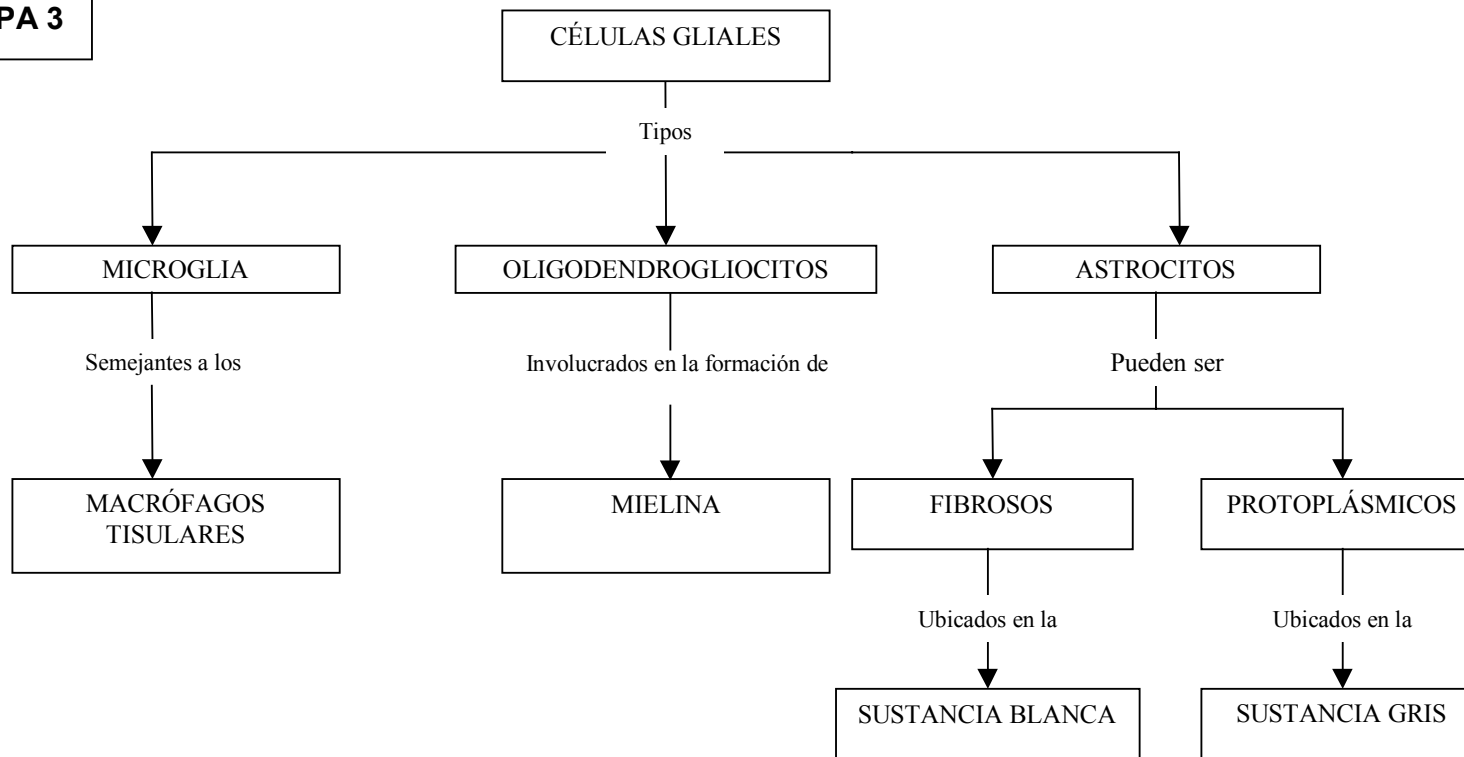 PA 3
CÉLULAS GLIALES
Tipos
MICROGLIA
OLIGODENDROGLIOCITOS
ASTROCITOS
Semejantes a los
Involucrados en la formación de
Pueden ser
MACRÓFAGOS
TISULARES
MIELINA
FIBROSOS
PROTOPLÁSMICOS
Ubicados en la
Ubicados en la
SUSTANCIA BLANCA
SUSTANCIA GRIS